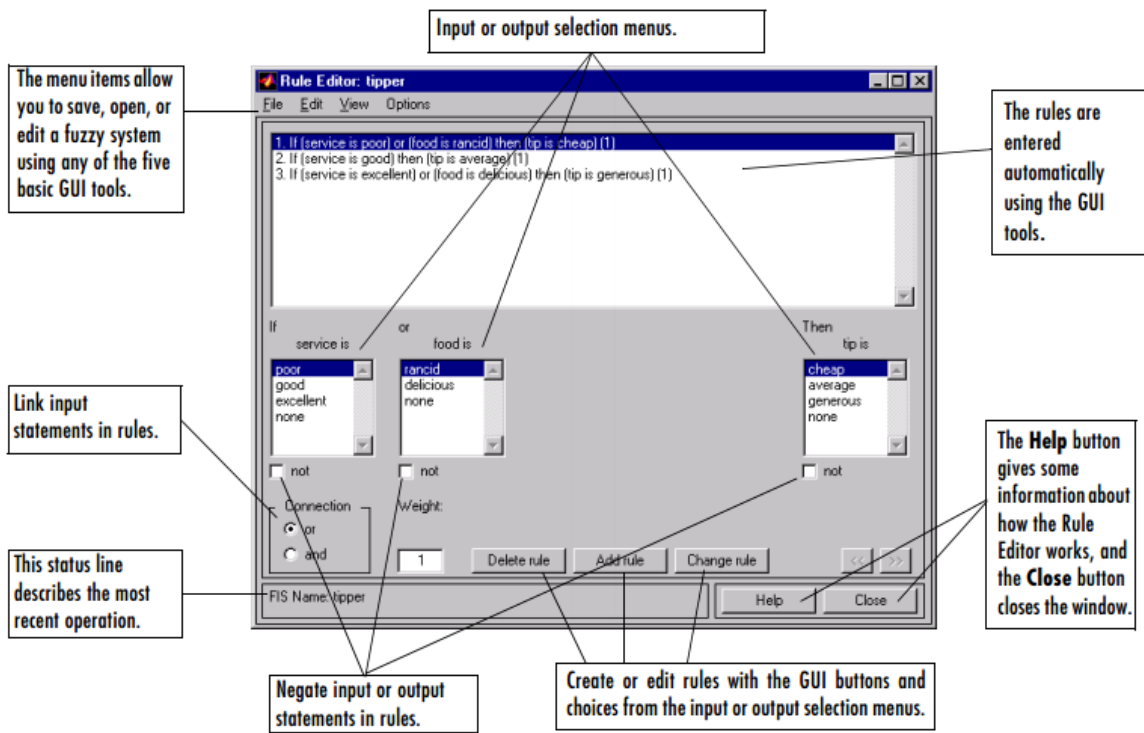 Input or output selection menus.
The menu items allow
you to save, open, or
edit a fuzzy system
using any of the five
basic GUI tools.
Rule Editor: tipper
File Edit View Options
1. If (service is poor) or (food is rancid) then (tip is cheap) (1)
2. If (service is good) then (tip is average) (1)
3. If (service is excellent) or (food is delicious) then (tip is generous) (1)
The rules are
entered
automatically
using the GUI
tools.
If or Then
service is food is tip is
poor
good
excellent
none
rancid
delicious
none
cheap
average
generous
none
not not not
Link input
statements in rules.
Connection
or
and
Weight:
1
Delete rule Add rule Change rule << >>
The Help button
gives some
information about
how the Rule
Editor works, and
the Close button
closes the window.
This status line
describes the most
recent operation.
FIS Name: tipper
Help Close
Negate input or output
statements in rules.
Create or edit rules with the GUI buttons and
choices from the input or output selection menus.